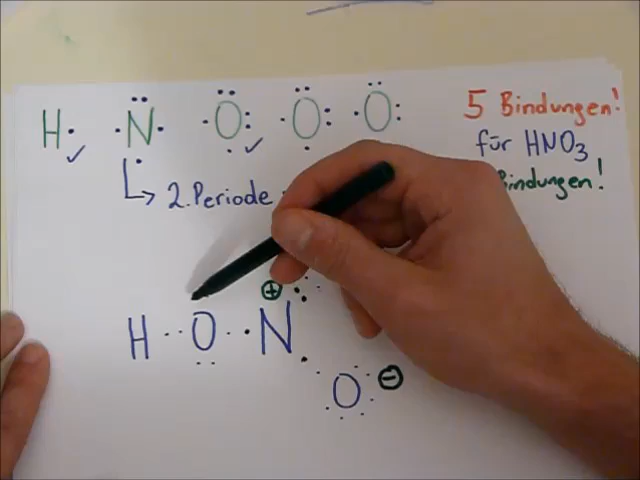 H N O O O
5 Bindungen!
für HNO3
Bindungen!
2. Periode
H O N
O